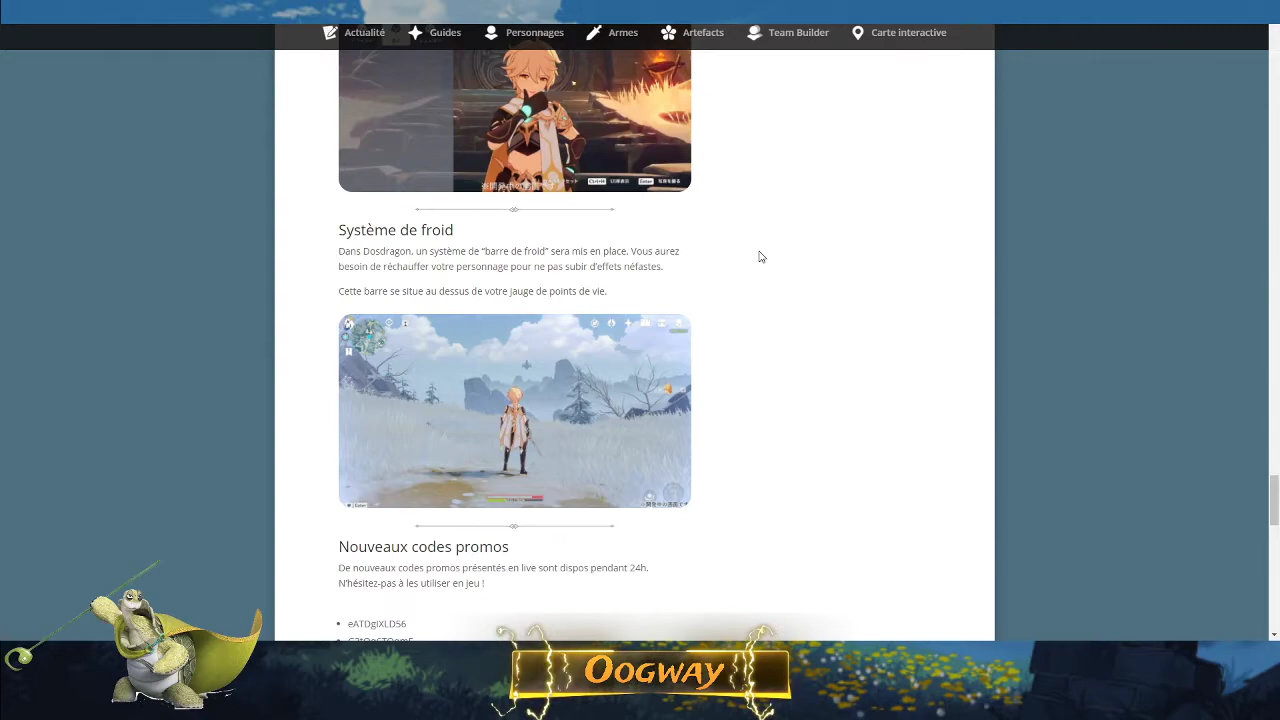 Actualité Guides Personnages Armes Artefacts Team Builder Carte interactive
Système de froid
Dans Dosdragon, un système de “barre de froid” sera mis en place. Vous aurez
besoin de réchauffer votre personnage pour ne pas subir d’effets néfastes.
Cette barre se situe au dessus de votre jauge de points de vie.
Nouveaux codes promos
De nouveaux codes promos présentés en live sont dispos pendant 24h.
N’hésitez-pas à les utiliser en jeu !
OOGWAY